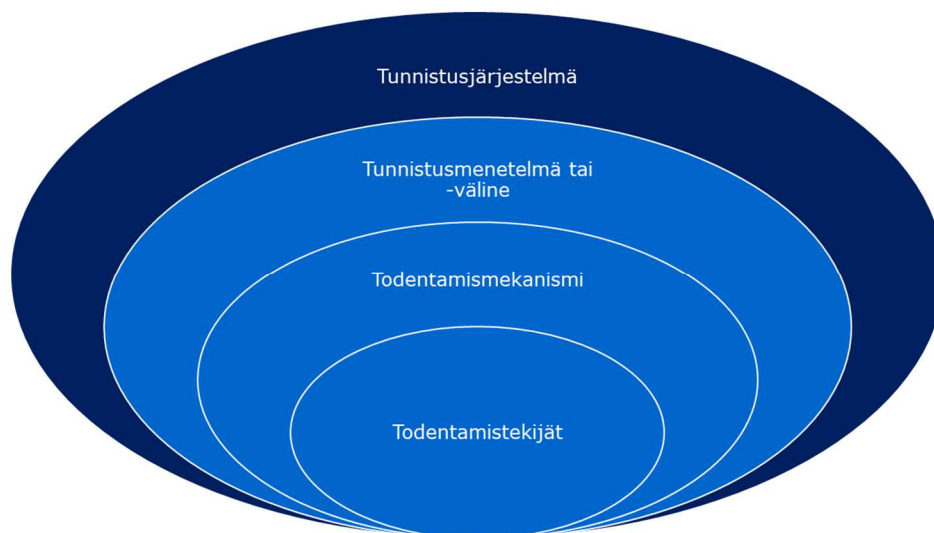 Tunnistusjärjestelmä
Tunnistusmenetelmä tai
-väline
Todentamismekanismi
Todentamistekijät